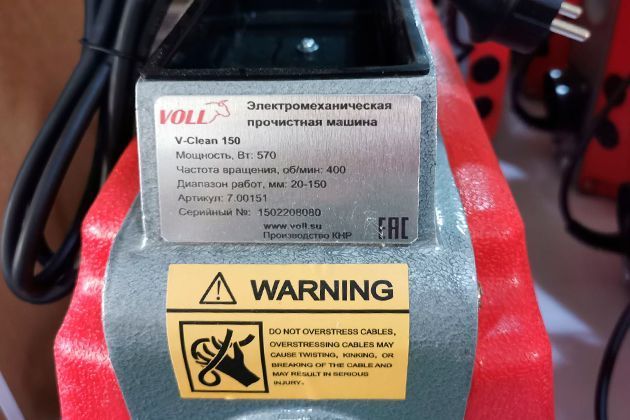 VOLL
Электромеханическая
прочистная машина
V-Clean 150
Мощность, Вт: 570
Частота вращения, об/мин: 400
Диапазон работ, мм: 20-150
Артикул: 7.00151
Серийный №: 1502208080
www.voll.su
Производство КНР
EAC
WARNING
DO NOT OVERSTRESS CABLES,
OVERSTRESSING CABLES MAY
CAUSE TWISTING, KINKING, OR
BREAKING OF THE CABLE AND
MAY RESULT IN SERIOUS
INJURY.